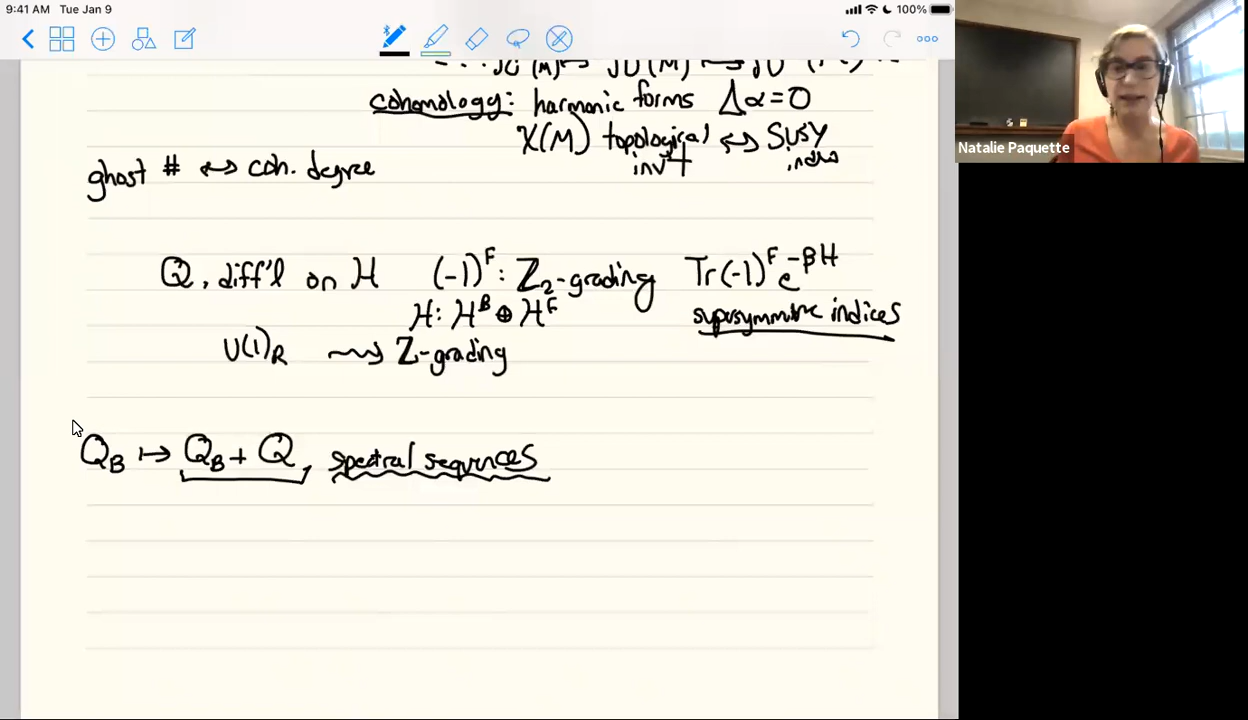 9:41 AM Tue Jan 9
100%
cohomology: harmonic forms Δα=0
χ(M) topological inv't ↔ SUSY index
ghost # ↔ coh. degree
Q, diff'l on H (-1)^F: Z_2-grading Tr(-1)^F e^{-βH}
H: H^B ⊕ H^F supersymmetric indices
U(1)_R ⇝ Z-grading
Q_B ↦ Q_B + Q, spectral sequences
Natalie Paquette